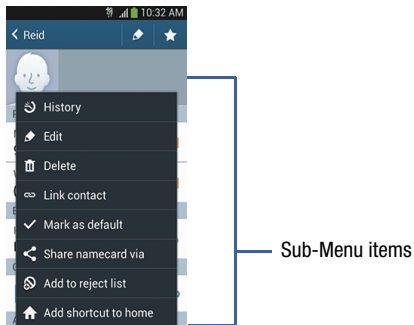 10:32 AM
Reid
History
Edit
Delete
Link contact
Mark as default
Share namecard via
Add to reject list
Add shortcut to home
Sub-Menu items